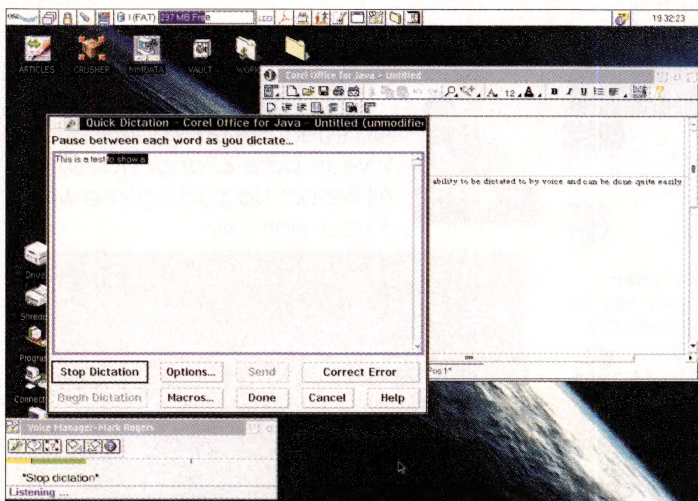 I (FAT) 297 MB Free
19:32:23
ARTICLES
CRUSHER
MMDATA
VAULT
Corel Office for Java - Untitled
12
B I U
Quick Dictation - Corel Office for Java - Untitled (unmodifie
Pause between each word as you dictate...
This is a test to show a
ability to be dictated to by voice and can be done quite easily
Stop Dictation
Options...
Send
Correct Error
Begin Dictation
Macros...
Done
Cancel
Help
Pos 1"
Voice Manager-Mark Rogers
"Stop dictation"
Listening ...